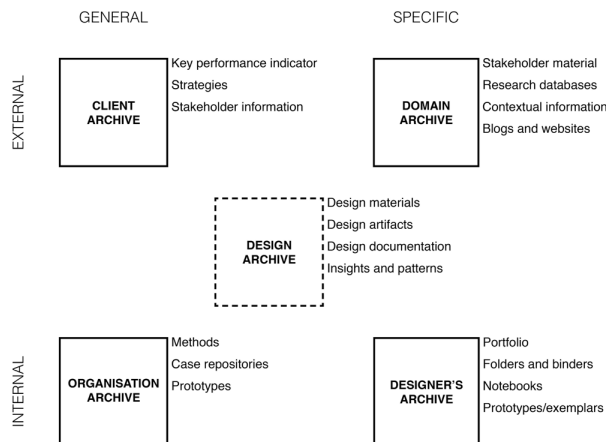 GENERAL
SPECIFIC
EXTERNAL
CLIENT
ARCHIVE
Key performance indicator
Strategies
Stakeholder information
DOMAIN
ARCHIVE
Stakeholder material
Research databases
Contextual information
Blogs and websites
DESIGN
ARCHIVE
Design materials
Design artifacts
Design documentation
Insights and patterns
INTERNAL
ORGANISATION
ARCHIVE
Methods
Case repositories
Prototypes
DESIGNER'S
ARCHIVE
Portfolio
Folders and binders
Notebooks
Prototypes/exemplars